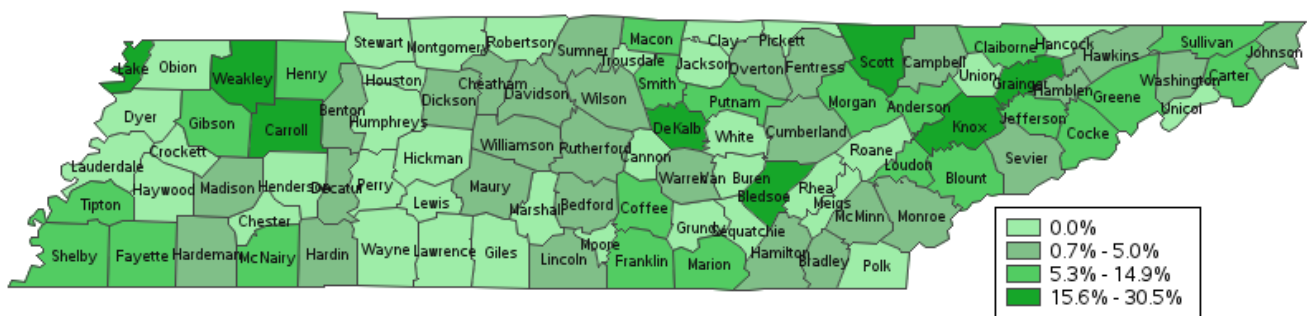 Stewart
Montgomery
Robertson
Sumner
Macon
Trousdale
Clay
Pickett
Jackson
Overton
Fentress
Scott
Campbell
Claiborne
Hancock
Hawkins
Sullivan
Johnson
Lake
Obion
Weakley
Henry
Houston
Benton
Humphreys
Dickson
Cheatham
Davidson
Wilson
Smith
Putnam
Morgan
Anderson
Union
Grainger
Hamblen
Greene
Washington
Carter
Unicoi
Dyer
Gibson
Carroll
Crockett
Hickman
Williamson
Rutherford
DeKalb
White
Cannon
Cumberland
Roane
Loudon
Knox
Jefferson
Cocke
Sevier
Blount
Lauderdale
Haywood
Madison
Henderson
Decatur
Perry
Lewis
Maury
Marshall
Bedford
Coffee
Warren
Van Buren
Bledsoe
Rhea
Meigs
McMinn
Monroe
Tipton
Chester
Moore
Grundy
Sequatchie
Shelby
Fayette
Hardeman
McNairy
Hardin
Wayne
Lawrence
Giles
Lincoln
Franklin
Marion
Hamilton
Bradley
Polk
0.0%
0.7% - 5.0%
5.3% - 14.9%
15.6% - 30.5%